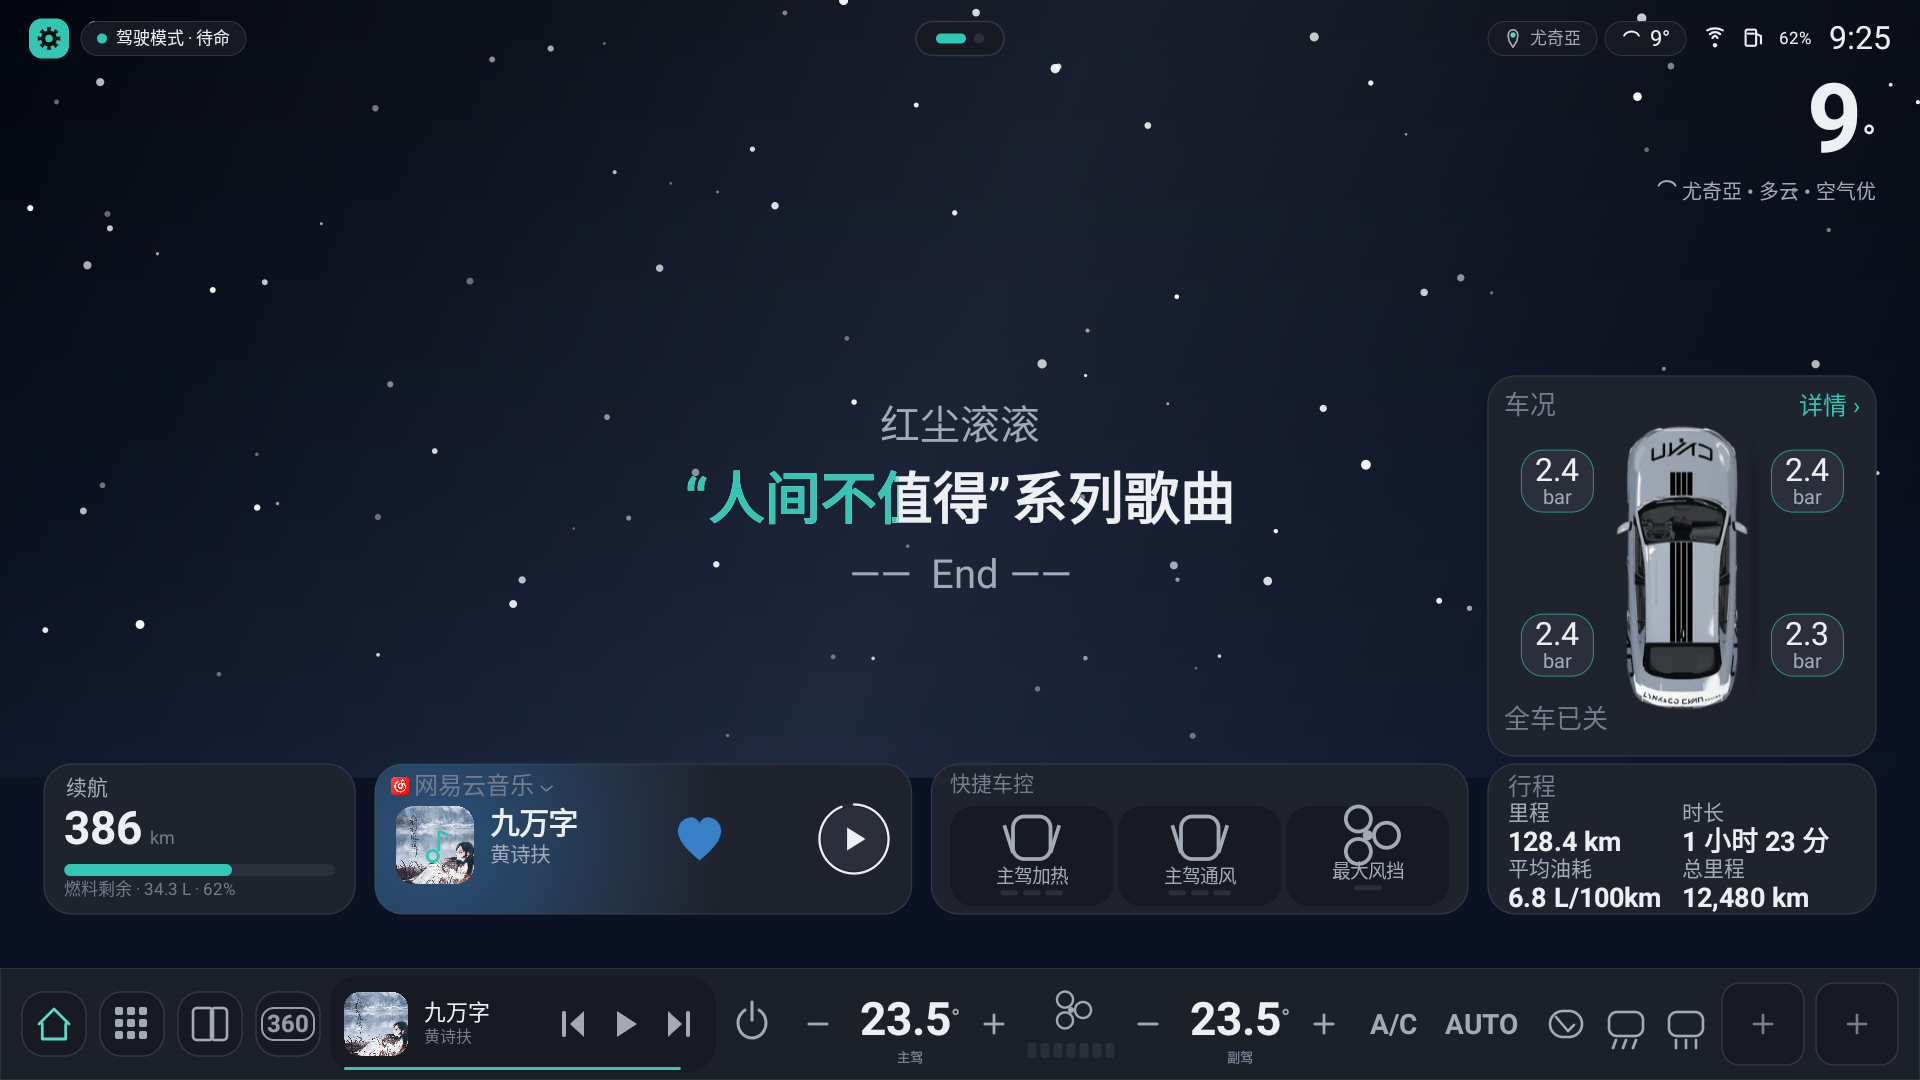 驾驶模式 · 待命
尤奇亞
9°
62%
9:25
9°
尤奇亞 • 多云 • 空气优
红尘滚滚
“人间不值得”系列歌曲
—— End ——
车况
详情 ›
2.4
bar
2.4
bar
2.4
bar
2.3
bar
全车已关
续航
386 km
燃料剩余 · 34.3 L · 62%
网易云音乐
九万字
黄诗扶
快捷车控
主驾加热
主驾通风
最大风挡
行程
里程
128.4 km
时长
1 小时 23 分
平均油耗
6.8 L/100km
总里程
12,480 km
360
九万字
黄诗扶
− 23.5° +
主驾
− 23.5° +
副驾
A/C
AUTO
+
+